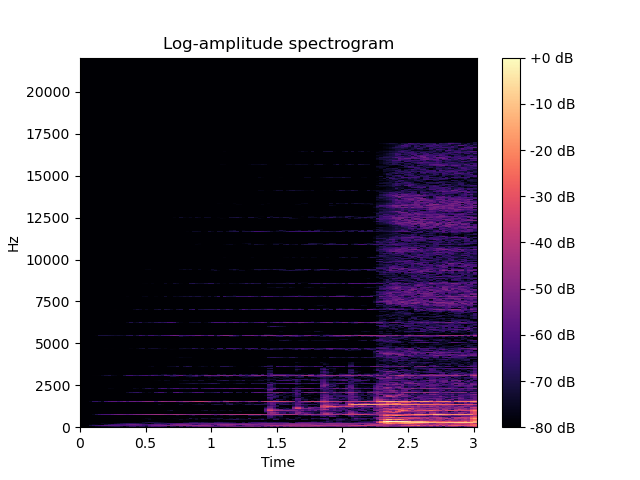 Log-amplitude spectrogram
Hz
20000
17500
15000
12500
10000
7500
5000
2500
0
0 0.5 1 1.5 2 2.5 3
Time
+0 dB
-10 dB
-20 dB
-30 dB
-40 dB
-50 dB
-60 dB
-70 dB
-80 dB